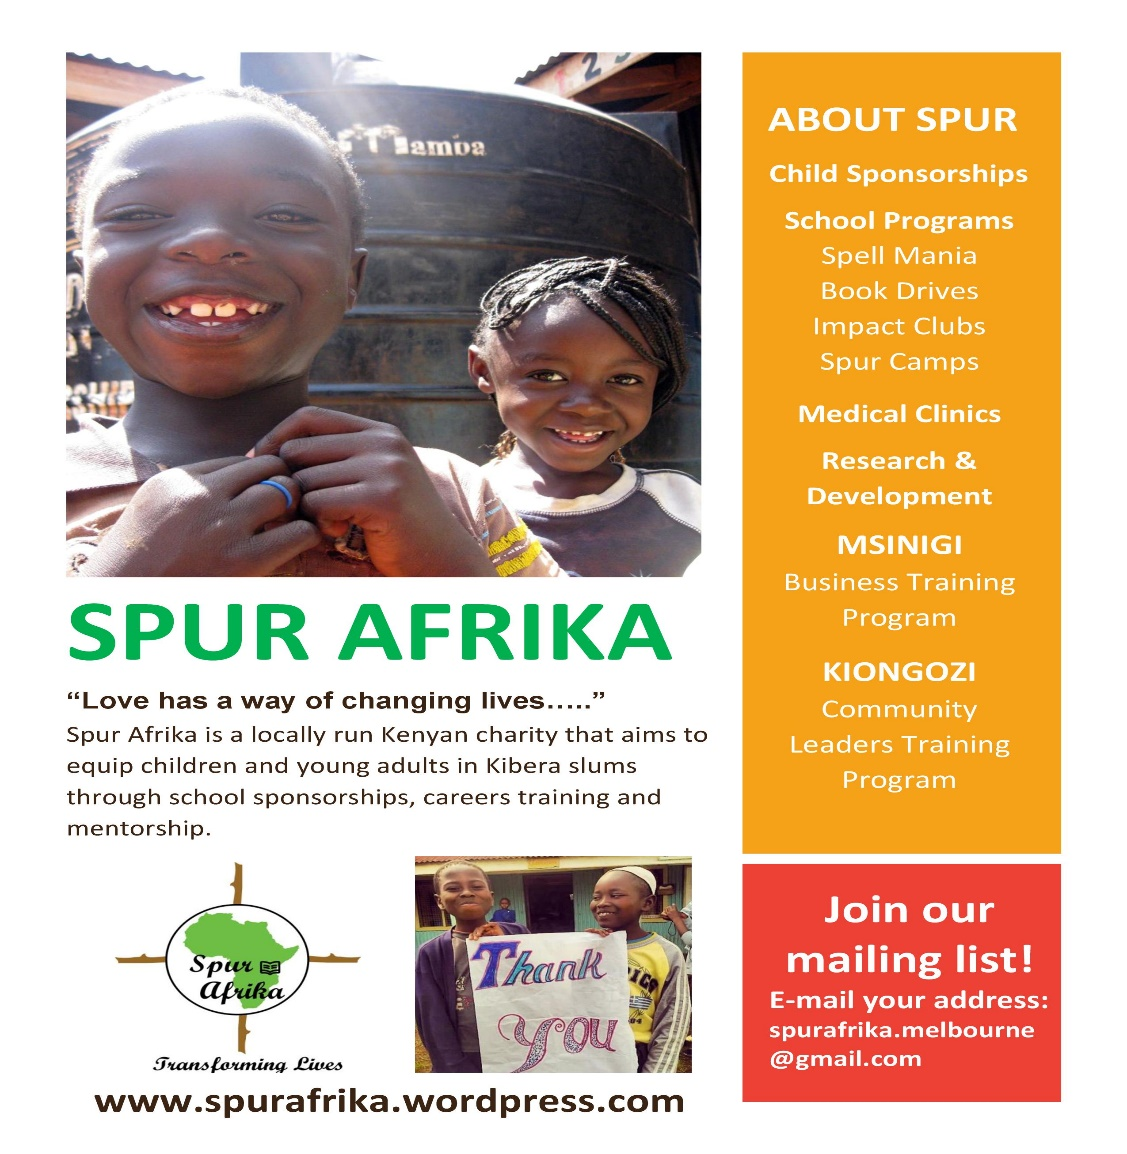 amba
SPUR AFRIKA
“Love has a way of changing lives…..”
Spur Afrika is a locally run Kenyan charity that aims to
equip children and young adults in Kibera slums
through school sponsorships, careers training and
mentorship.
Spur
Afrika
Transforming Lives
Thank
you
www.spurafrika.wordpress.com
ABOUT SPUR
Child Sponsorships
School Programs
Spell Mania
Book Drives
Impact Clubs
Spur Camps
Medical Clinics
Research &
Development
MSINIGI
Business Training
Program
KIONGOZI
Community
Leaders Training
Program
Join our
mailing list!
E-mail your address:
spurafrika.melbourne
@gmail.com